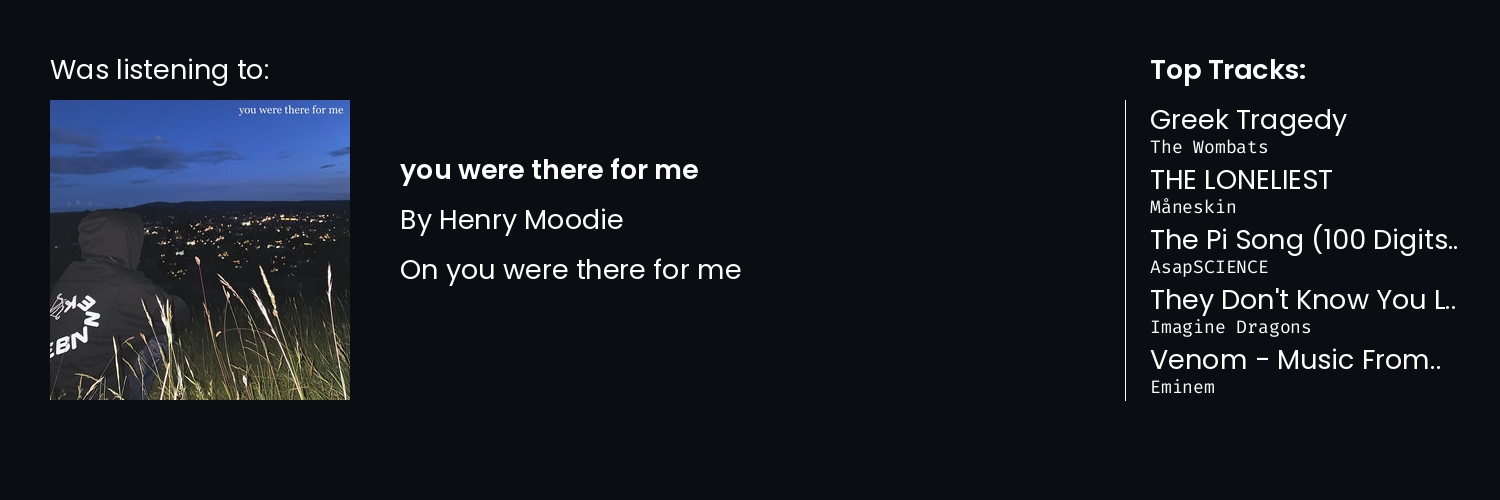 Was listening to:
you were there for me
you were there for me
By Henry Moodie
On you were there for me
Top Tracks:
Greek Tragedy
The Wombats
THE LONELIEST
Måneskin
The Pi Song (100 Digits..
AsapSCIENCE
They Don't Know You L..
Imagine Dragons
Venom - Music From..
Eminem